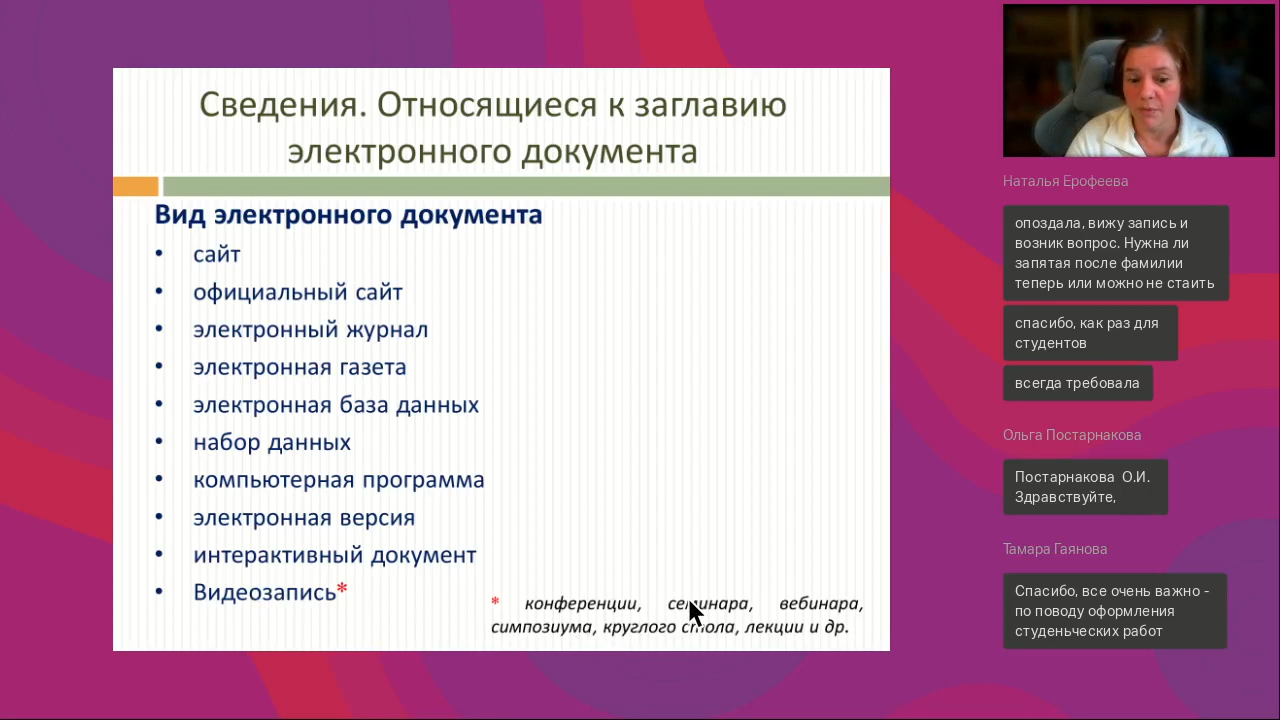 Сведения. Относящиеся к заглавию
электронного документа
Вид электронного документа
• сайт
• официальный сайт
• электронный журнал
• электронная газета
• электронная база данных
• набор данных
• компьютерная программа
• электронная версия
• интерактивный документ
• Видеозапись*
* конференции, семинара, вебинара,
симпозиума, круглого стола, лекции и др.
Наталья Ерофеева
опоздала, вижу запись и
возник вопрос. Нужна ли
запятая после фамилии
теперь или можно не стаить
спасибо, как раз для
студентов
всегда требовала
Ольга Постарнакова
Постарнакова О.И.
Здравствуйте,
Тамара Гаянова
Спасибо, все очень важно -
по поводу оформления
студеньческих работ